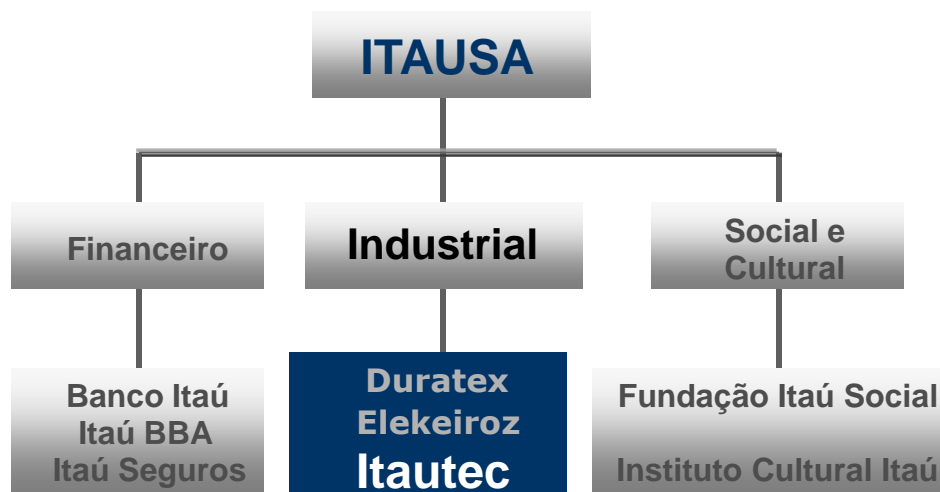 ITAUSA
Financeiro
Industrial
Social e
Cultural
Banco Itaú
Itaú BBA
Itaú Seguros
Duratex
Elekeiroz
Itautec
Fundação Itaú Social
Instituto Cultural Itaú